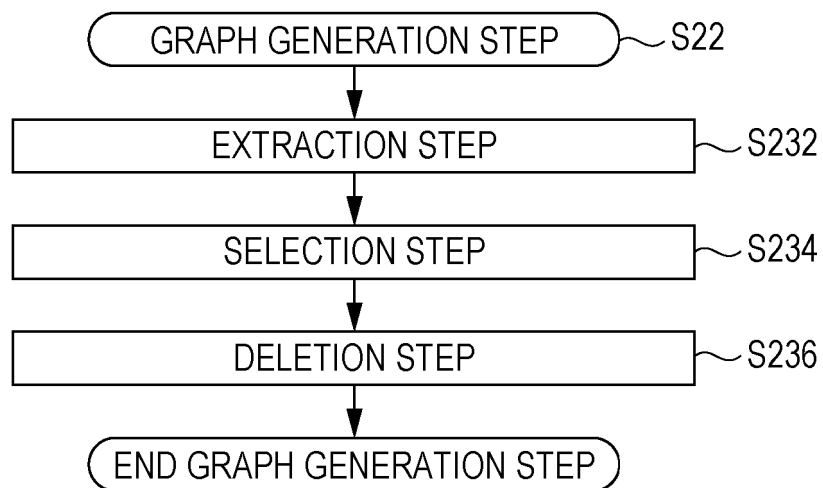 GRAPH GENERATION STEP S22
EXTRACTION STEP S232
SELECTION STEP S234
DELETION STEP S236
END GRAPH GENERATION STEP